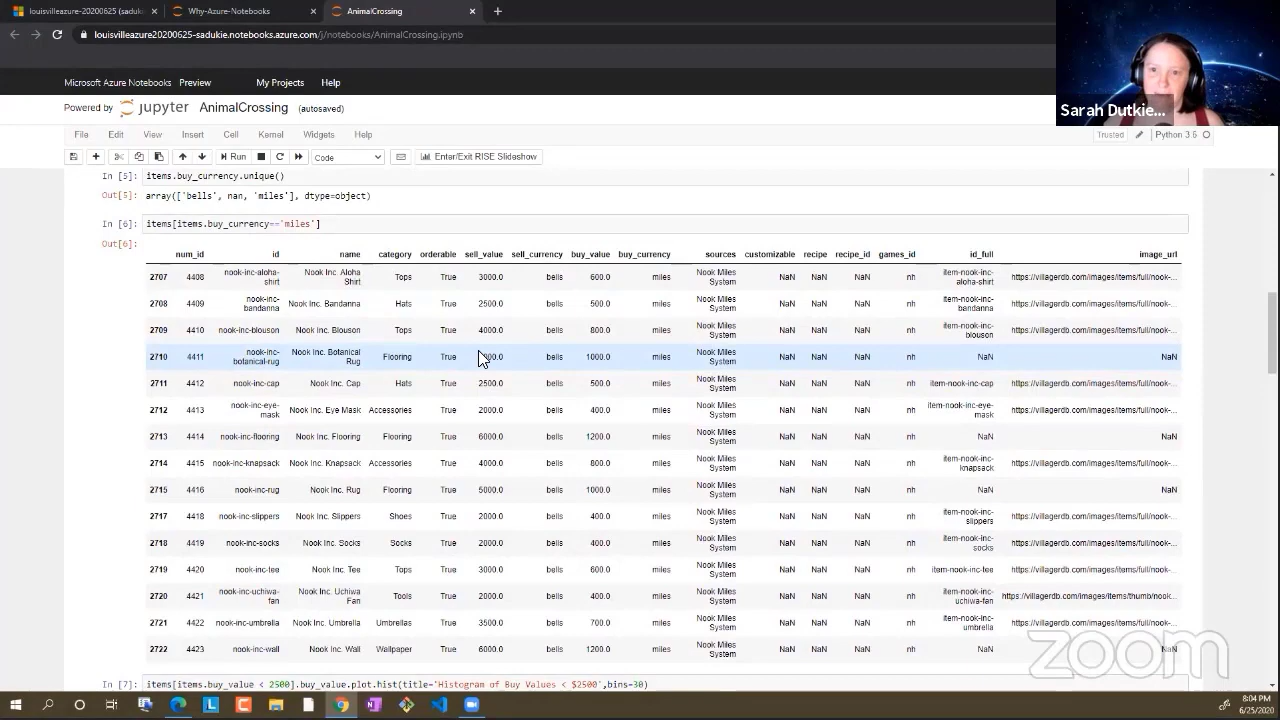 louisvilleazure20200625 (saduki
Why-Azure-Notebooks
AnimalCrossing
louisvilleazure20200625-sadukie.notebooks.azure.com/j/notebooks/AnimalCrossing.ipynb
Sarah Dutkie...
Microsoft Azure Notebooks Preview My Projects Help
Powered by jupyter AnimalCrossing (autosaved)
File Edit View Insert Cell Kernel Widgets Help Trusted Python 3.6
Run Code Enter/Exit RISE Slideshow
In [5] items.buy_currency.unique()
Out[5]: array(['bells', nan, 'miles'], dtype=object)
In [6]: items[items.buy_currency=='miles']
Out[6]:
num_id id name category orderable sell_value sell_currency buy_value buy_currency sources customizable recipe recipe_id games_id id_full image_url
2707 4408 nook-inc-aloha-shirt Nook Inc. Aloha Shirt Tops True 3000.0 bells 600.0 miles Nook Miles System NaN NaN NaN nh item-nook-inc-aloha-shirt https://villagerdb.com/images/items/full/nook-...
2708 4409 nook-inc-bandanna Nook Inc. Bandanna Hats True 2500.0 bells 500.0 miles Nook Miles System NaN NaN NaN nh item-nook-inc-bandanna https://villagerdb.com/images/items/full/nook-...
2709 4410 nook-inc-blouson Nook Inc. Blouson Tops True 4000.0 bells 800.0 miles Nook Miles System NaN NaN NaN nh item-nook-inc-blouson https://villagerdb.com/images/items/full/nook-...
2710 4411 nook-inc-botanical-rug Nook Inc. Botanical Rug Flooring True bells 1000.0 miles Nook Miles System NaN NaN NaN nh NaN NaN
2711 4412 nook-inc-cap Nook Inc. Cap Hats True 2500.0 bells 500.0 miles Nook Miles System NaN NaN NaN nh item-nook-inc-cap https://villagerdb.com/images/items/full/nook-...
2712 4413 nook-inc-eye-mask Nook Inc. Eye Mask Accessories True 2000.0 bells 400.0 miles Nook Miles System NaN NaN NaN nh item-nook-inc-eye-mask https://villagerdb.com/images/items/full/nook-...
2713 4414 nook-inc-flooring Nook Inc. Flooring Flooring True 6000.0 bells 1200.0 miles Nook Miles System NaN NaN NaN nh NaN NaN
2714 4415 nook-inc-knapsack Nook Inc. Knapsack Accessories True 4000.0 bells 800.0 miles Nook Miles System NaN NaN NaN nh item-nook-inc-knapsack https://villagerdb.com/images/items/full/nook-...
2715 4416 nook-inc-rug Nook Inc. Rug Flooring True 5000.0 bells 1000.0 miles Nook Miles System NaN NaN NaN nh NaN NaN
2717 4418 nook-inc-slippers Nook Inc. Slippers Shoes True 2000.0 bells 400.0 miles Nook Miles System NaN NaN NaN nh item-nook-inc-slippers https://villagerdb.com/images/items/full/nook-...
2718 4419 nook-inc-socks Nook Inc. Socks Socks True 2000.0 bells 400.0 miles Nook Miles System NaN NaN NaN nh item-nook-inc-socks https://villagerdb.com/images/items/full/nook-...
2719 4420 nook-inc-tee Nook Inc. Tee Tops True 3000.0 bells 600.0 miles Nook Miles System NaN NaN NaN nh item-nook-inc-tee https://villagerdb.com/images/items/full/nook-...
2720 4421 nook-inc-uchiwa-fan Nook Inc. Uchiwa Fan Tools True 2000.0 bells 400.0 miles Nook Miles System NaN NaN NaN nh item-nook-inc-uchiwa-fan https://villagerdb.com/images/items/thumb/nook...
2721 4422 nook-inc-umbrella Nook Inc. Umbrella Umbrellas True 3500.0 bells 700.0 miles Nook Miles System NaN NaN NaN nh item-nook-inc-umbrella https://villagerdb.com/images/items/full/nook-...
2722 4423 nook-inc-wall Nook Inc. Wall Wallpaper True 6000.0 bells 1200.0 miles Nook Miles System NaN NaN NaN nh NaN NaN
zoom
In [7]: items[items.buy_value < 2500].buy_value.plot.hist(title='Histogram of Buy Values < $2500',bins=30)
8:04 PM
6/25/2020